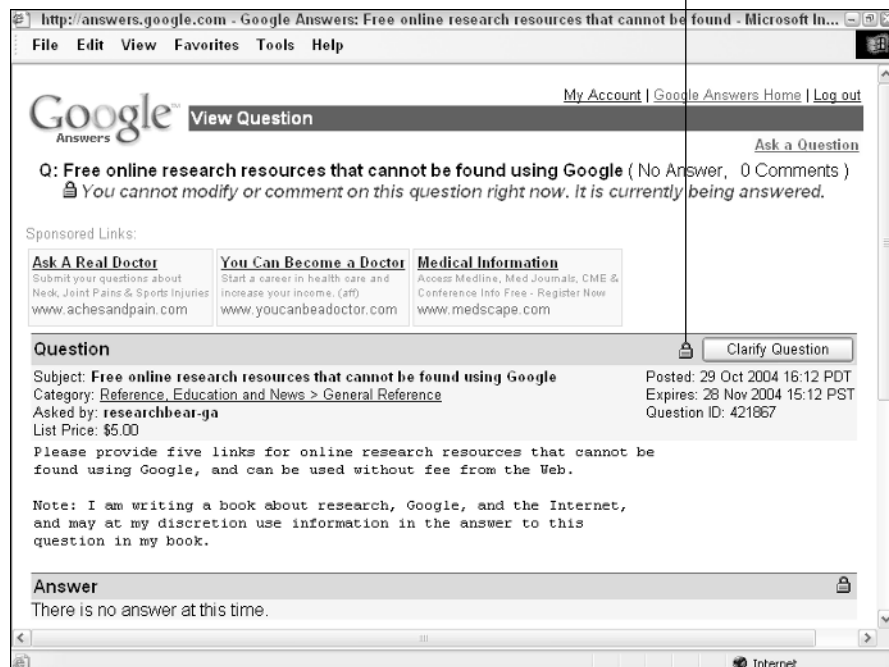 http://answers.google.com - Google Answers: Free online research resources that cannot be found - Microsoft In...
File Edit View Favorites Tools Help
My Account | Google Answers Home | Log out
Google™
Answers
View Question
Ask a Question
Q: Free online research resources that cannot be found using Google ( No Answer, 0 Comments )
You cannot modify or comment on this question right now. It is currently being answered.
Sponsored Links:
Ask A Real Doctor
Submit your questions about
Neck, Joint Pains & Sports Injuries
www.achesandpain.com
You Can Become a Doctor
Start a career in health care and
increase your income. (aff)
www.youcanbeadoctor.com
Medical Information
Access Medline, Med Journals, CME &
Conference Info Free - Register Now
www.medscape.com
Question
Clarify Question
Subject: Free online research resources that cannot be found using Google
Category: Reference, Education and News > General Reference
Asked by: researchbear-ga
List Price: $5.00
Posted: 29 Oct 2004 16:12 PDT
Expires: 28 Nov 2004 15:12 PST
Question ID: 421867
Please provide five links for online research resources that cannot be
found using Google, and can be used without fee from the Web.
Note: I am writing a book about research, Google, and the Internet,
and may at my discretion use information in the answer to this
question in my book.
Answer
There is no answer at this time.
Internet